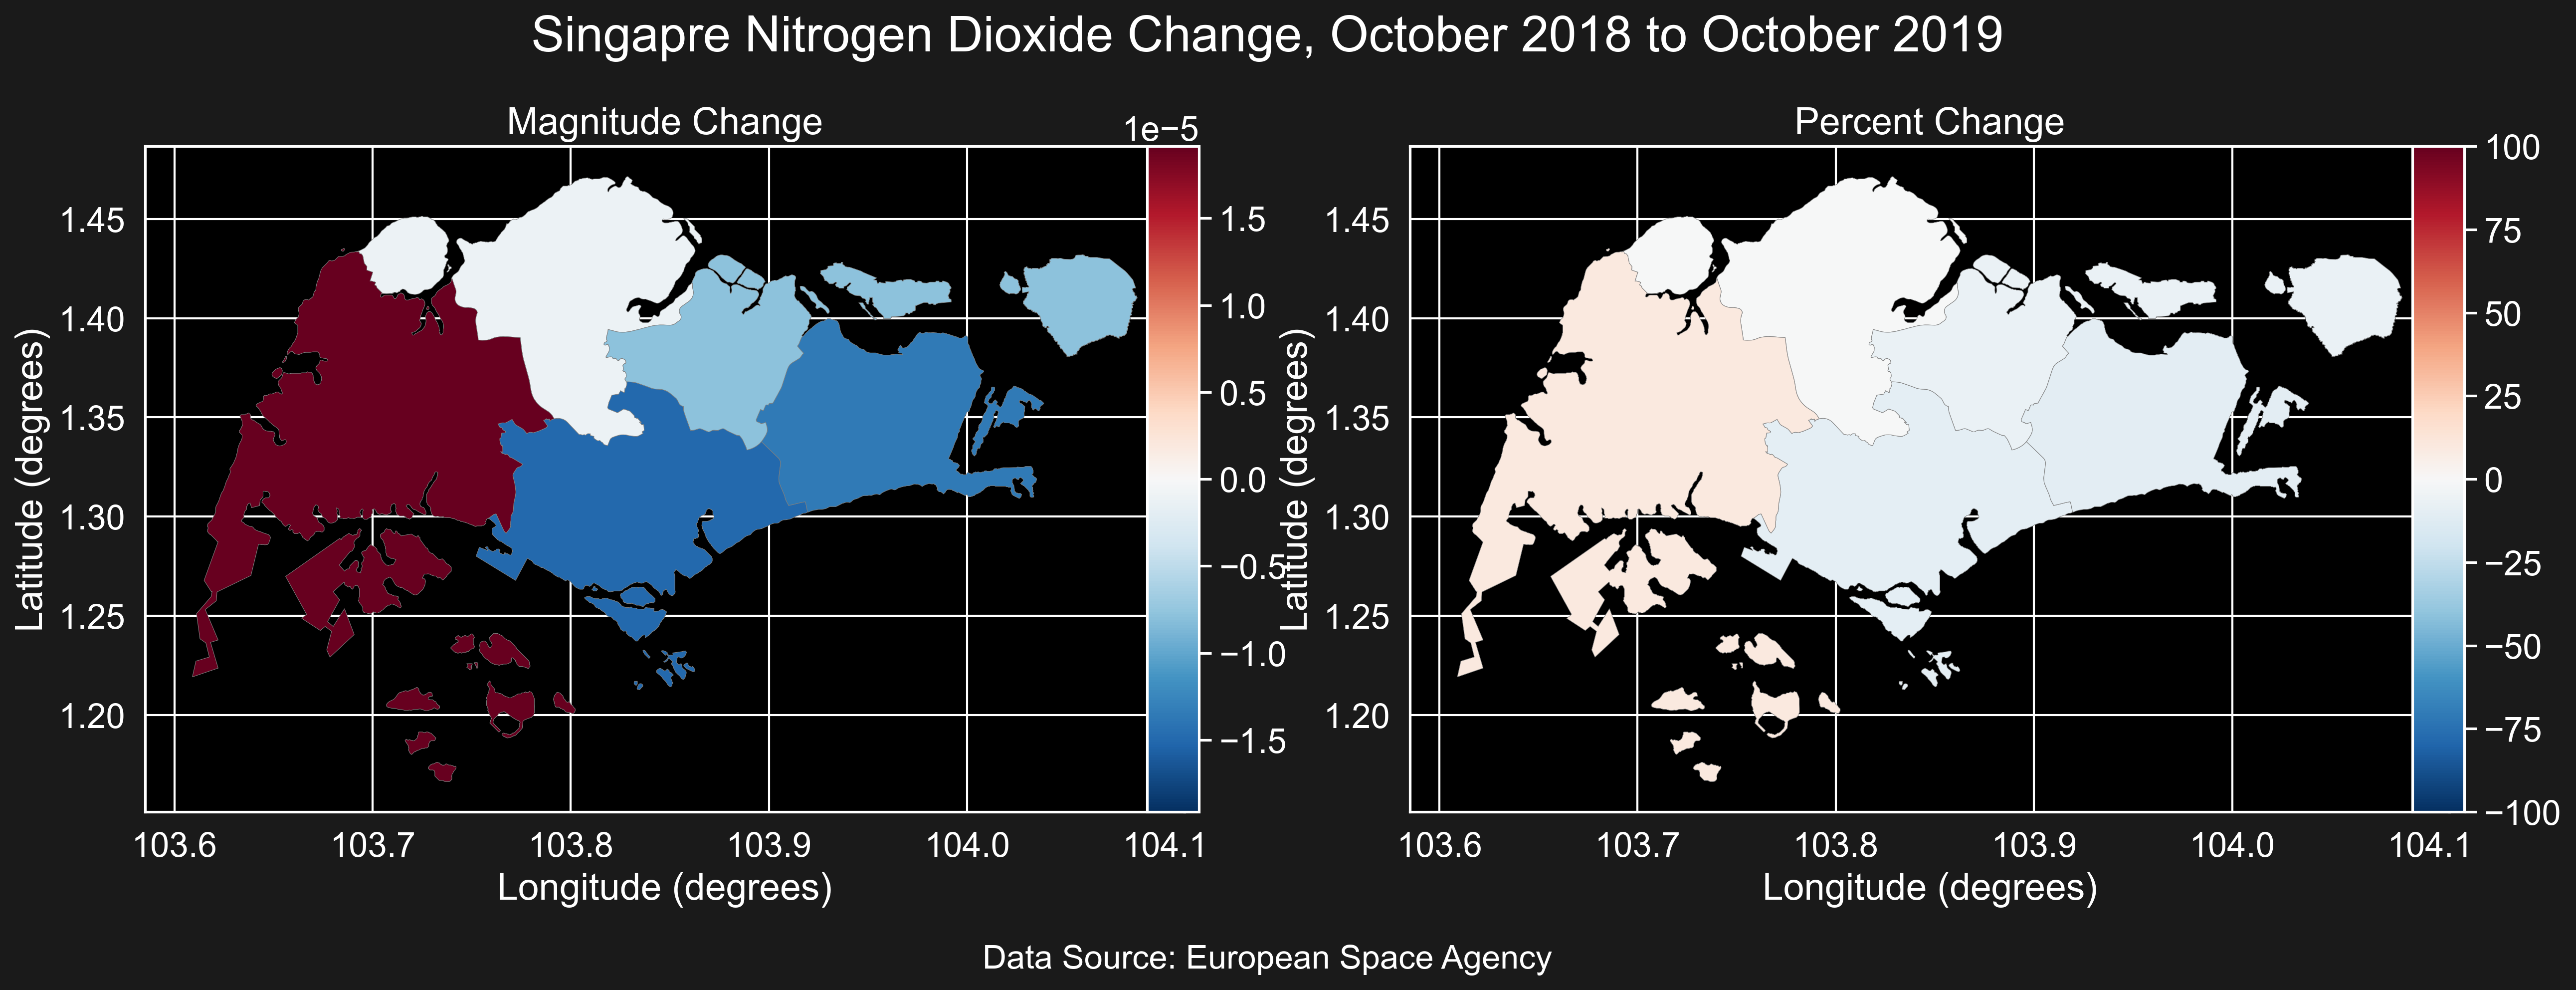 Singapre Nitrogen Dioxide Change, October 2018 to October 2019
Magnitude Change
1e−5
1.45
1.40
1.35
1.30
1.25
1.20
Latitude (degrees)
103.6 103.7 103.8 103.9 104.0 104.1
Longitude (degrees)
1.5
1.0
0.5
0.0
−0.5
−1.0
−1.5
Percent Change
1.45
1.40
1.35
1.30
1.25
1.20
Latitude (degrees)
103.6 103.7 103.8 103.9 104.0 104.1
Longitude (degrees)
100
75
50
25
0
−25
−50
−75
−100
Data Source: European Space Agency